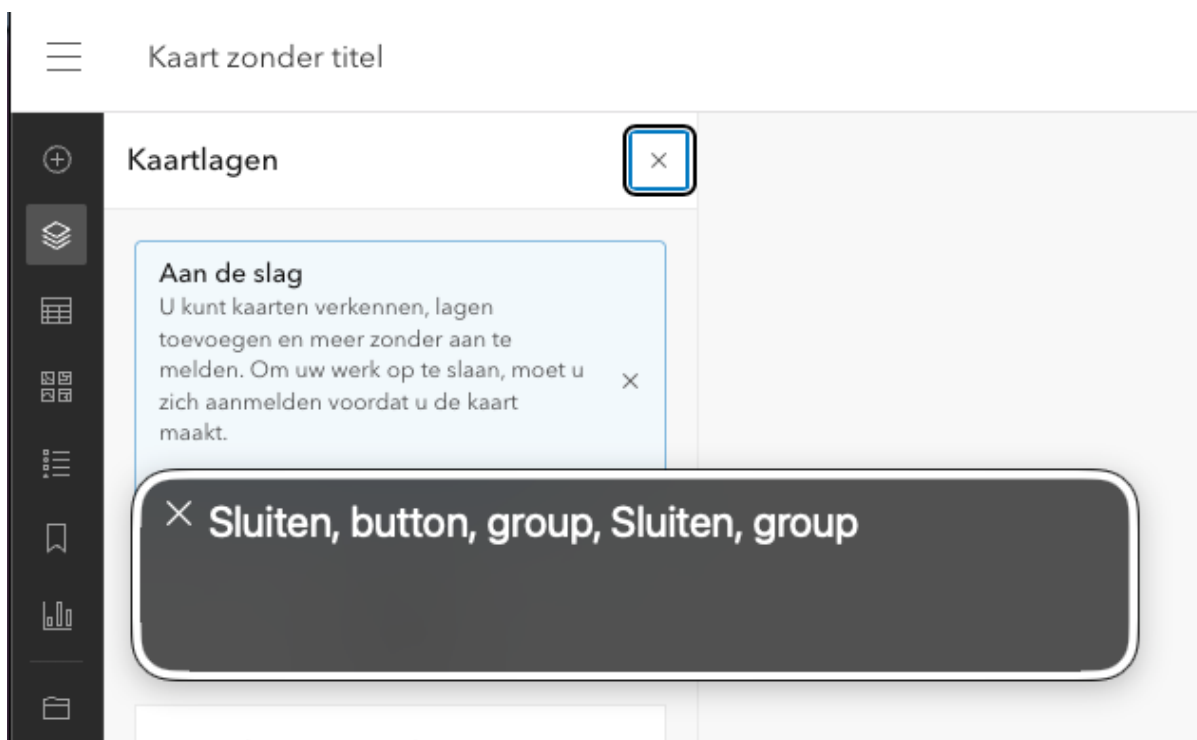 Kaart zonder titel
Kaartlagen
Aan de slag
U kunt kaarten verkennen, lagen
toevoegen en meer zonder aan te
melden. Om uw werk op te slaan, moet u
zich aanmelden voordat u de kaart
maakt.
Sluiten, button, group, Sluiten, group